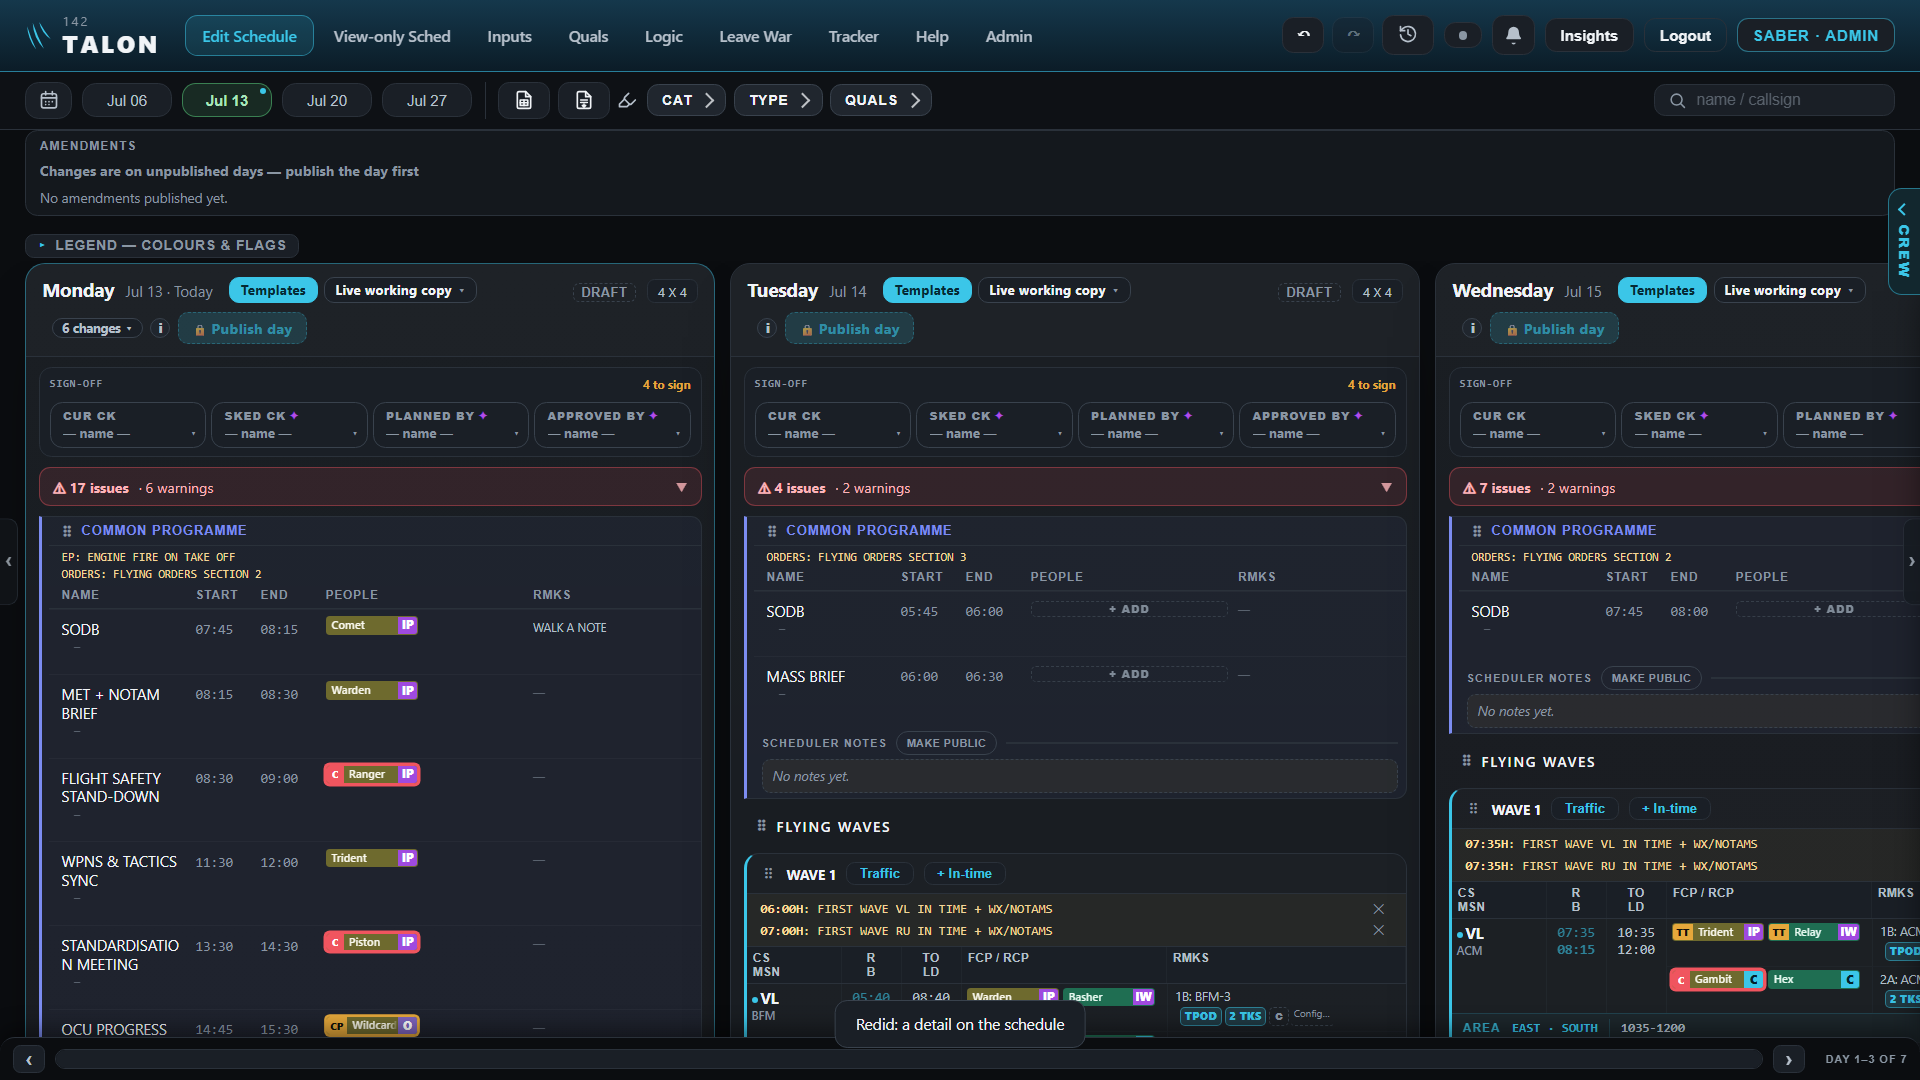 142
TALON
Edit Schedule
View-only Sched
Inputs
Quals
Logic
Leave War
Tracker
Help
Admin
Insights
Logout
SABER · ADMIN
Jul 06
Jul 13
Jul 20
Jul 27
CAT
TYPE
QUALS
name / callsign
AMENDMENTS
Changes are on unpublished days — publish the day first
No amendments published yet.
LEGEND — COLOURS & FLAGS
CREW
Monday Jul 13 · Today
Templates
Live working copy
DRAFT
4 X 4
6 changes
i
Publish day
SIGN-OFF
4 to sign
CUR CK
— name —
SKED CK
— name —
PLANNED BY
— name —
APPROVED BY
— name —
17 issues · 6 warnings
COMMON PROGRAMME
EP: ENGINE FIRE ON TAKE OFF
ORDERS: FLYING ORDERS SECTION 2
NAME START END PEOPLE RMKS
SODB 07:45 08:15 Comet IP WALK A NOTE
—
MET + NOTAM BRIEF 08:15 08:30 Warden IP —
—
FLIGHT SAFETY STAND-DOWN 08:30 09:00 C Ranger IP —
—
WPNS & TACTICS SYNC 11:30 12:00 Trident IP —
—
STANDARDISATIO
N MEETING 13:30 14:30 C Piston IP —
—
OCU PROGRESS 14:45 15:30 CP Wildcard O —
Tuesday Jul 14
Templates
Live working copy
DRAFT
4 X 4
i
Publish day
SIGN-OFF
4 to sign
CUR CK
— name —
SKED CK
— name —
PLANNED BY
— name —
APPROVED BY
— name —
4 issues · 2 warnings
COMMON PROGRAMME
ORDERS: FLYING ORDERS SECTION 3
NAME START END PEOPLE RMKS
SODB 05:45 06:00 + ADD —
—
MASS BRIEF 06:00 06:30 + ADD —
—
SCHEDULER NOTES MAKE PUBLIC
No notes yet.
FLYING WAVES
WAVE 1 Traffic + In-time
06:00H: FIRST WAVE VL IN TIME + WX/NOTAMS
07:00H: FIRST WAVE RU IN TIME + WX/NOTAMS
CS R TO FCP / RCP RMKS
MSN B LD
VL 05:40 08:40 Warden IP Basher IW 1B: BFM-3
BFM TPOD 2 TKS C Config...
Wednesday Jul 15
Templates
Live working copy
i
Publish day
SIGN-OFF
CUR CK
— name —
SKED CK
— name —
PLANNED BY
— name —
7 issues · 2 warnings
COMMON PROGRAMME
ORDERS: FLYING ORDERS SECTION 2
NAME START END PEOPLE
SODB 07:45 08:00 + ADD
—
SCHEDULER NOTES MAKE PUBLIC
No notes yet.
FLYING WAVES
WAVE 1 Traffic + In-time
07:35H: FIRST WAVE VL IN TIME + WX/NOTAMS
07:35H: FIRST WAVE RU IN TIME + WX/NOTAMS
CS R TO FCP / RCP RMKS
MSN B LD
VL 07:35 10:35 TT Trident IP TT Relay IW 1B: ACM
ACM 08:15 12:00 TPOD
C Gambit C Hex C 2A: AC
2 TKS
AREA EAST · SOUTH 1035-1200
Redid: a detail on the schedule
DAY 1–3 OF 7